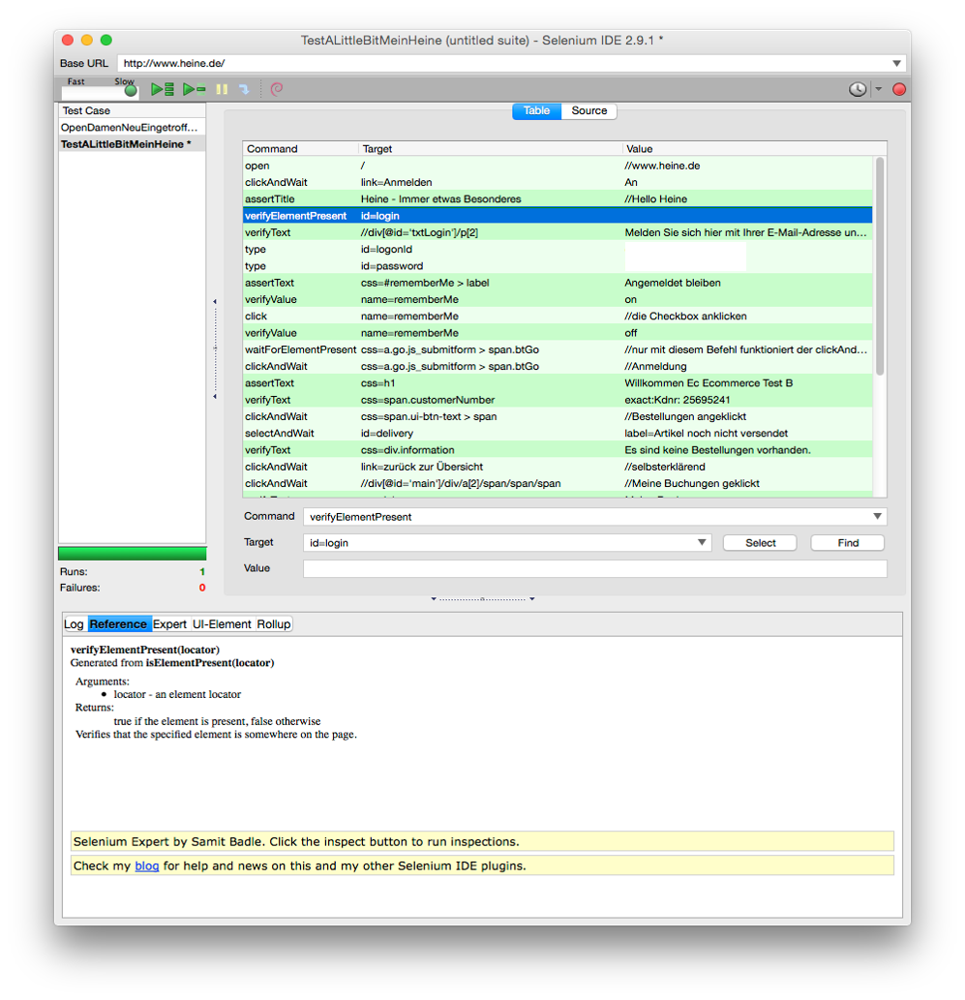 TestALittleBitMeinHeine (untitled suite) - Selenium IDE 2.9.1 *
Base URL http://www.heine.de/
Fast Slow
Test Case
OpenDamenNeuEingetroff...
TestALittleBitMeinHeine *
Table Source
Command Target Value
open / //www.heine.de
clickAndWait link=Anmelden An
assertTitle Heine - Immer etwas Besonderes //Hello Heine
verifyElementPresent id=login
verifyText //div[@id='txtLogin']/p[2] Melden Sie sich hier mit Ihrer E-Mail-Adresse un...
type id=logonId
type id=password
assertText css=#rememberMe > label Angemeldet bleiben
verifyValue name=rememberMe on
click name=rememberMe //die Checkbox anklicken
verifyValue name=rememberMe off
waitForElementPresent css=a.go.js_submitform > span.btGo //nur mit diesem Befehl funktioniert der clickAnd...
clickAndWait css=a.go.js_submitform > span.btGo //Anmeldung
assertText css=h1 Willkommen Ec Ecommerce Test B
verifyText css=span.customerNumber exact:Kdnr: 25695241
clickAndWait css=span.ui-btn-text > span //Bestellungen angeklickt
selectAndWait id=delivery label=Artikel noch nicht versendet
verifyText css=div.information Es sind keine Bestellungen vorhanden.
clickAndWait link=zurück zur Übersicht //selbsterklärend
clickAndWait //div[@id='main']/div/a[2]/span/span/span //Meine Buchungen geklickt
Command verifyElementPresent
Target id=login Select Find
Value
Runs: 1
Failures: 0
Log Reference Expert UI-Element Rollup
verifyElementPresent(locator)
Generated from isElementPresent(locator)
Arguments:
• locator - an element locator
Returns:
true if the element is present, false otherwise
Verifies that the specified element is somewhere on the page.
Selenium Expert by Samit Badle. Click the inspect button to run inspections.
Check my blog for help and news on this and my other Selenium IDE plugins.